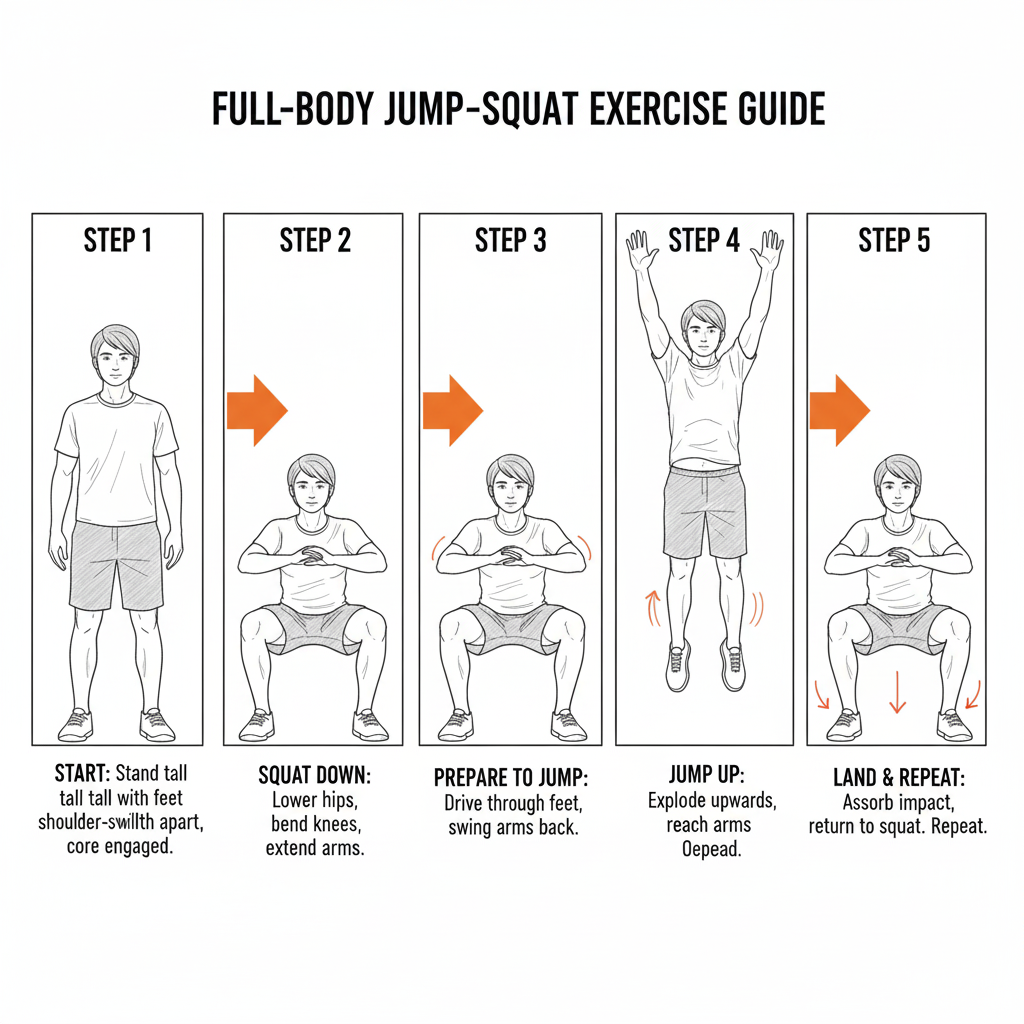 FULL-BODY JUMP-SQUAT EXERCISE GUIDE
STEP 1
STEP 2
STEP 3
STEP 4
STEP 5
START: Stand tall
tall tall with feet
apart,
core engaged.
SQUAT DOWN:
Lower hips,
bend knees,
extend arms.
PREPARE TO JUMP:
Drive through feet,
swing arms back.
JUMP UP:
Explode upwards,
reach arms
Oepead.
LAND & REPEAT:
Assorb impact,
return to squat. Repeat.